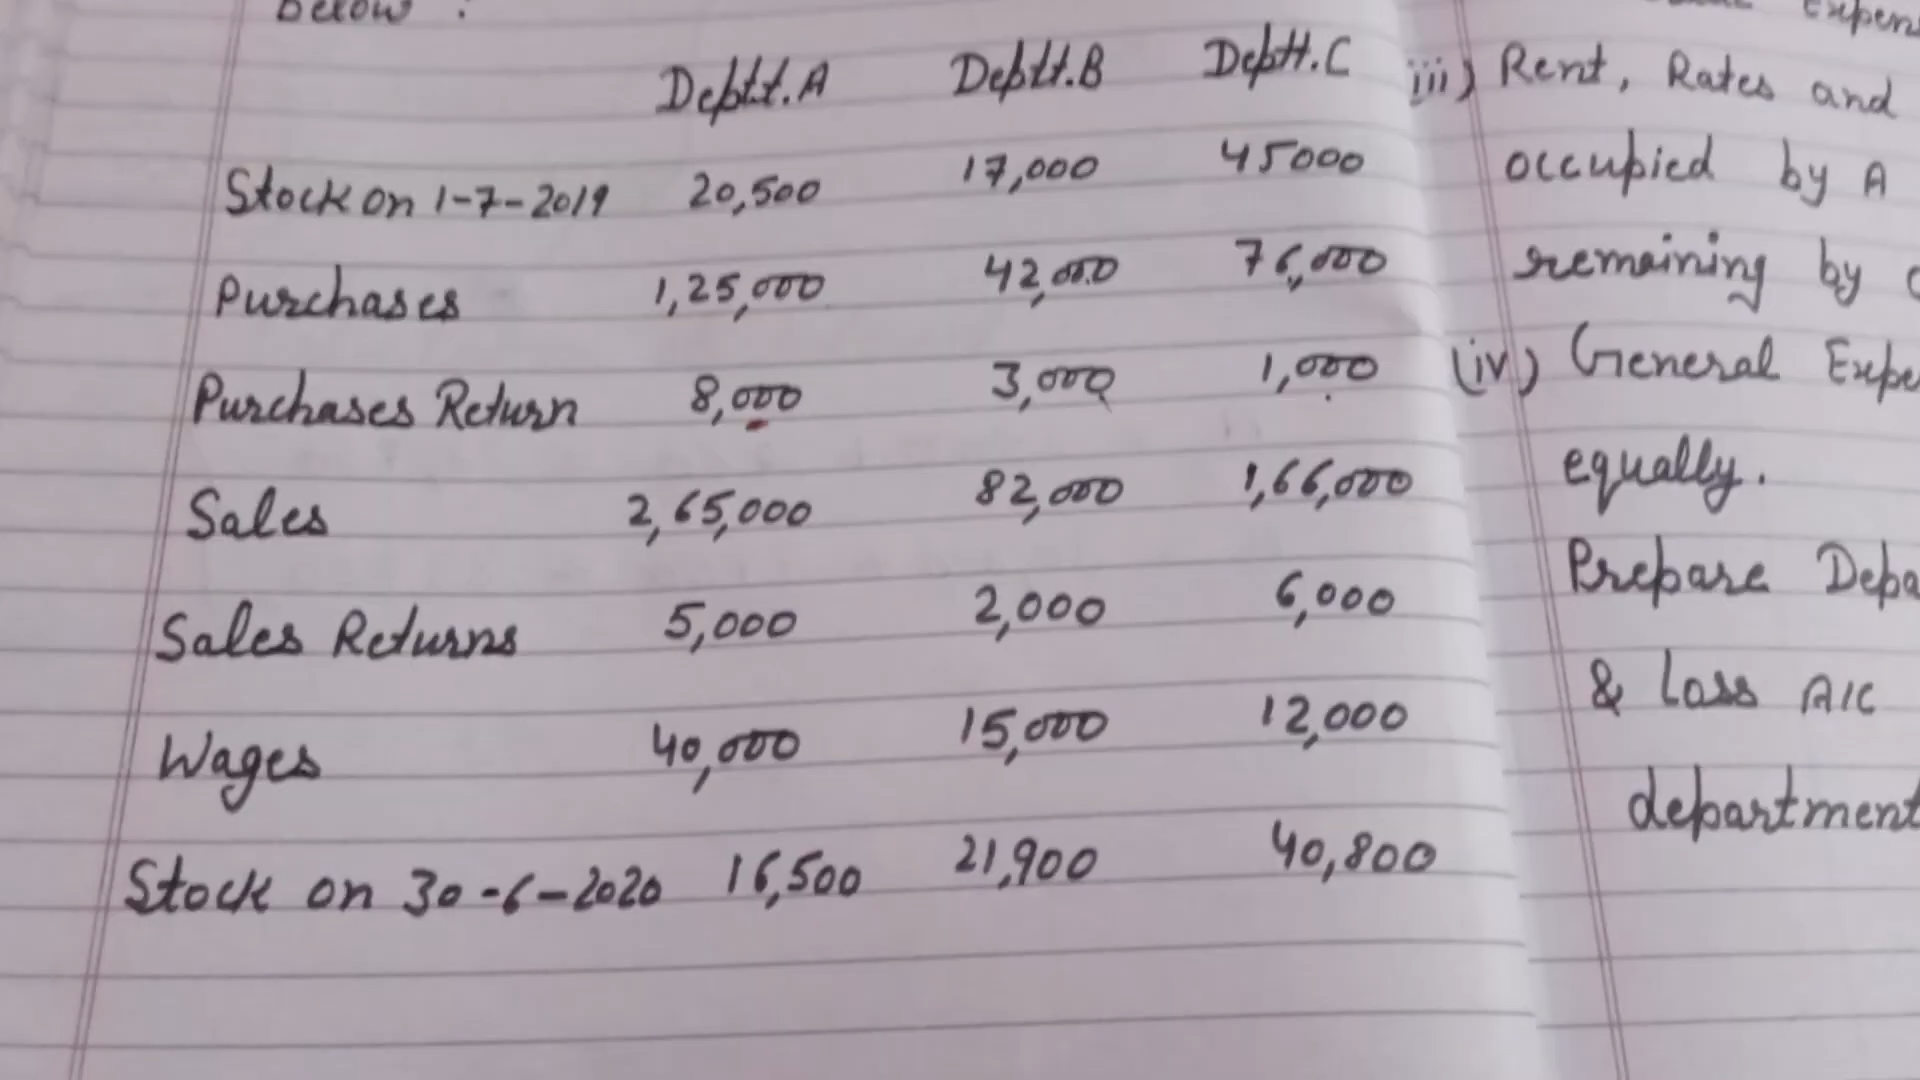 below :
Deptt.A Deptt.B Deptt.C
Stock on 1-7-2019 20,500 17,000 45000
Purchases 1,25,000 42,000 76,000
Purchases Return 8,000 3,000 1,000
Sales 2,65,000 82,000 1,66,000
Sales Returns 5,000 2,000 6,000
Wages 40,000 15,000 12,000
Stock on 30-6-2020 16,500 21,900 40,800
Expen
iii) Rent, Rates and
occupied by A
remaining by
(iv) General Expe
equally.
Prepare Depa
& Loss A/C
department